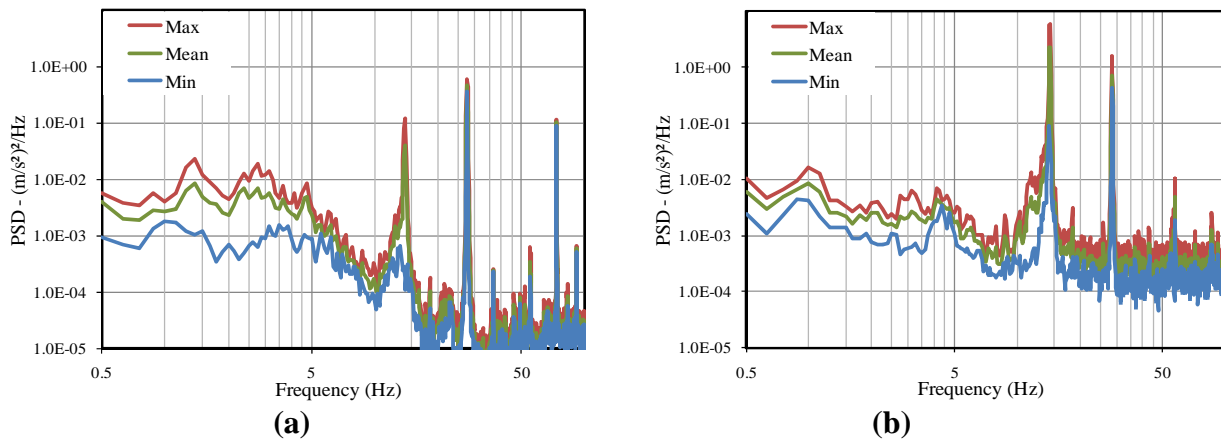 Max
Mean
Min
PSD - (m/s²)²/Hz
1.0E+00
1.0E-01
1.0E-02
1.0E-03
1.0E-04
1.0E-05
0.5
5
50
Frequency (Hz)
(a)
Max
Mean
Min
PSD - (m/s²)²/Hz
1.0E+00
1.0E-01
1.0E-02
1.0E-03
1.0E-04
1.0E-05
0.5
5
50
Frequency (Hz)
(b)